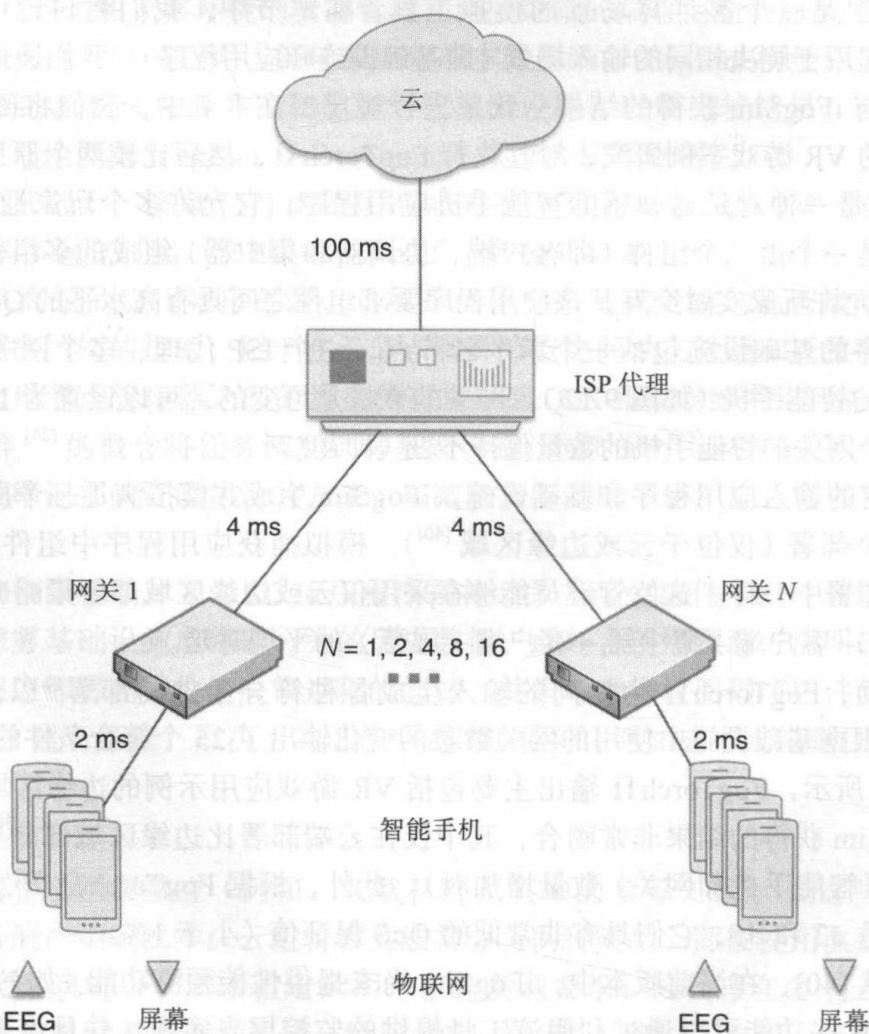 云
100 ms
ISP 代理
4 ms
4 ms
网关 1
网关 N
N = 1, 2, 4, 8, 16
2 ms
2 ms
智能手机
物联网
EEG
屏幕
EEG
屏幕